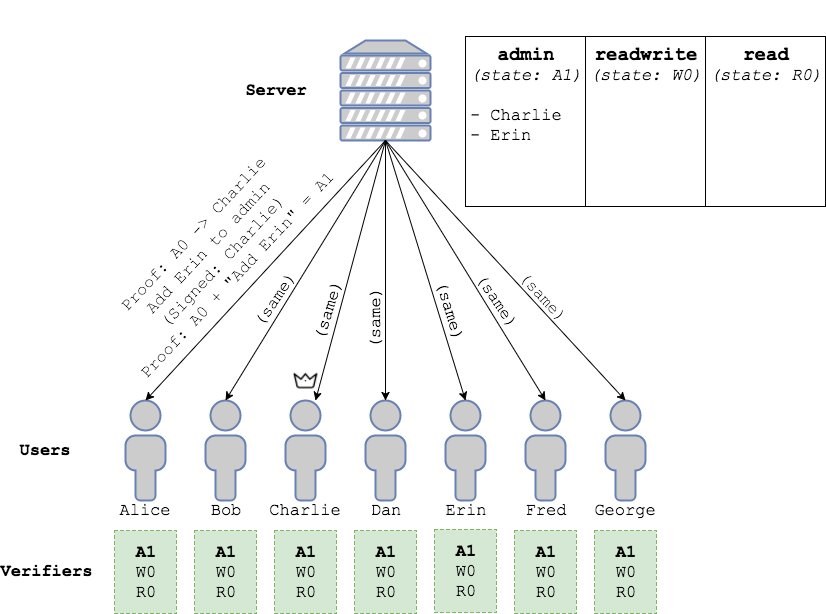 Server
admin
(state: A1)
- Charlie
- Erin
readwrite
(state: W0)
read
(state: R0)
Proof: A0 -> Charlie
Add Erin to admin
(Signed: Charlie)
Proof: A0 + "Add Erin" = A1
(same)
(same)
(same)
(same)
(same)
(same)
Users
Alice
Bob
Charlie
Dan
Erin
Fred
George
Verifiers
A1
W0
R0
A1
W0
R0
A1
W0
R0
A1
W0
R0
A1
W0
R0
A1
W0
R0
A1
W0
R0